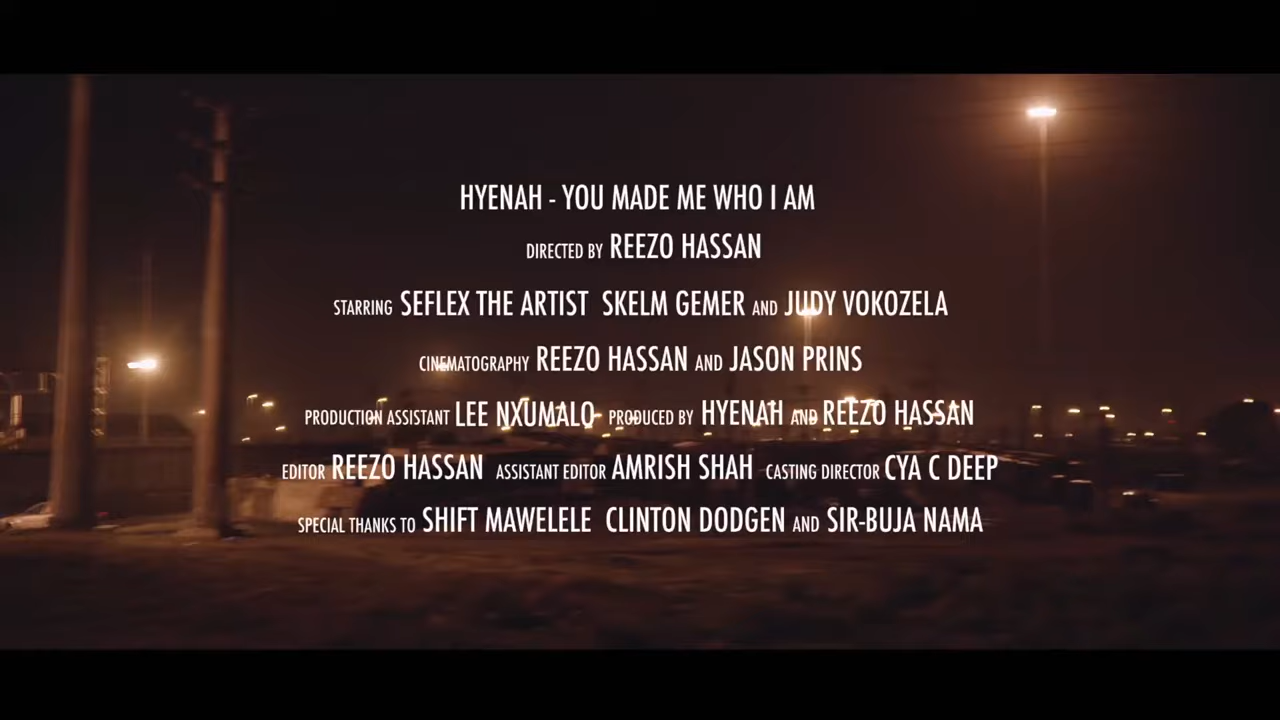 HYENAH - YOU MADE ME WHO I AM
DIRECTED BY REEZO HASSAN
STARRING SEFLEX THE ARTIST SKELM GEMER AND JUDY VOKOZELA
CINEMATOGRAPHY REEZO HASSAN AND JASON PRINS
PRODUCTION ASSISTANT LEE NXUMALO PRODUCED BY HYENAH AND REEZO HASSAN
EDITOR REEZO HASSAN ASSISTANT EDITOR AMRISH SHAH CASTING DIRECTOR CYA C DEEP
SPECIAL THANKS TO SHIFT MAWELELE CLINTON DODGEN AND SIR-BUJA NAMA